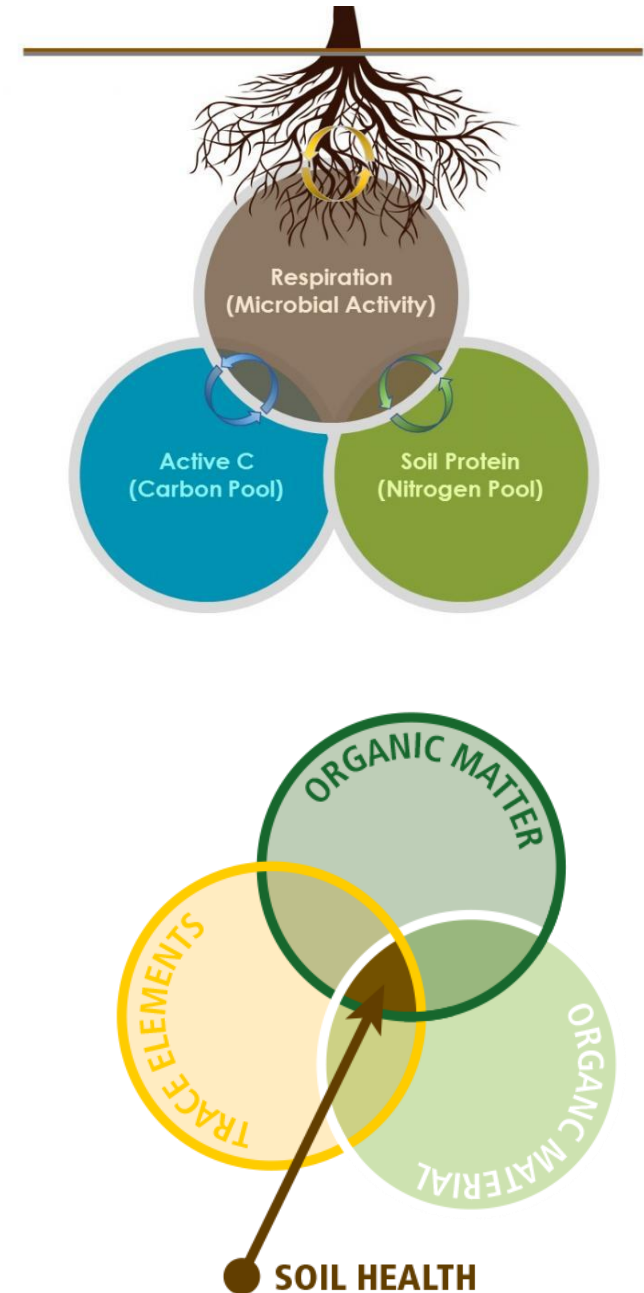 Respiration
(Microbial Activity)
Active C
(Carbon Pool)
Soil Protein
(Nitrogen Pool)
ORGANIC MATTER
TRACE ELEMENTS
ORGANC MATERIAL
SOIL HEALTH